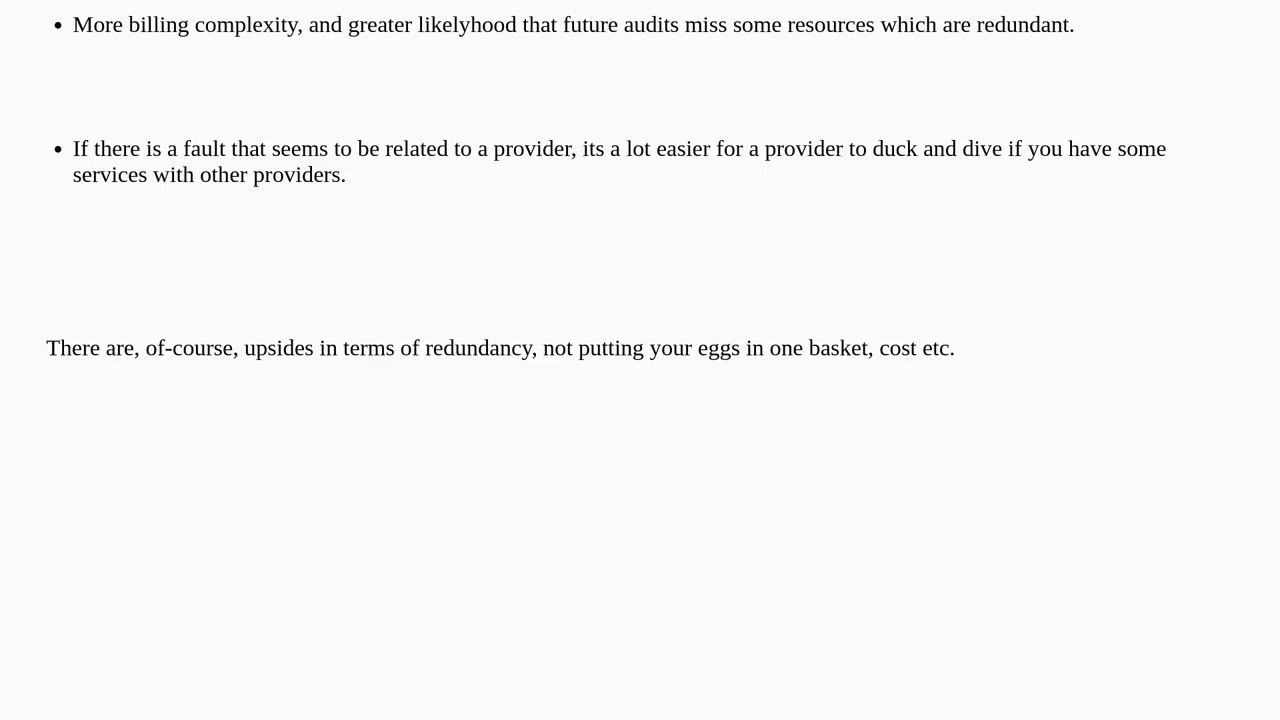 • More billing complexity, and greater likelyhood that future audits miss some resources which are redundant.
• If there is a fault that seems to be related to a provider, its a lot easier for a provider to duck and dive if you have some
services with other providers.
There are, of-course, upsides in terms of redundancy, not putting your eggs in one basket, cost etc.